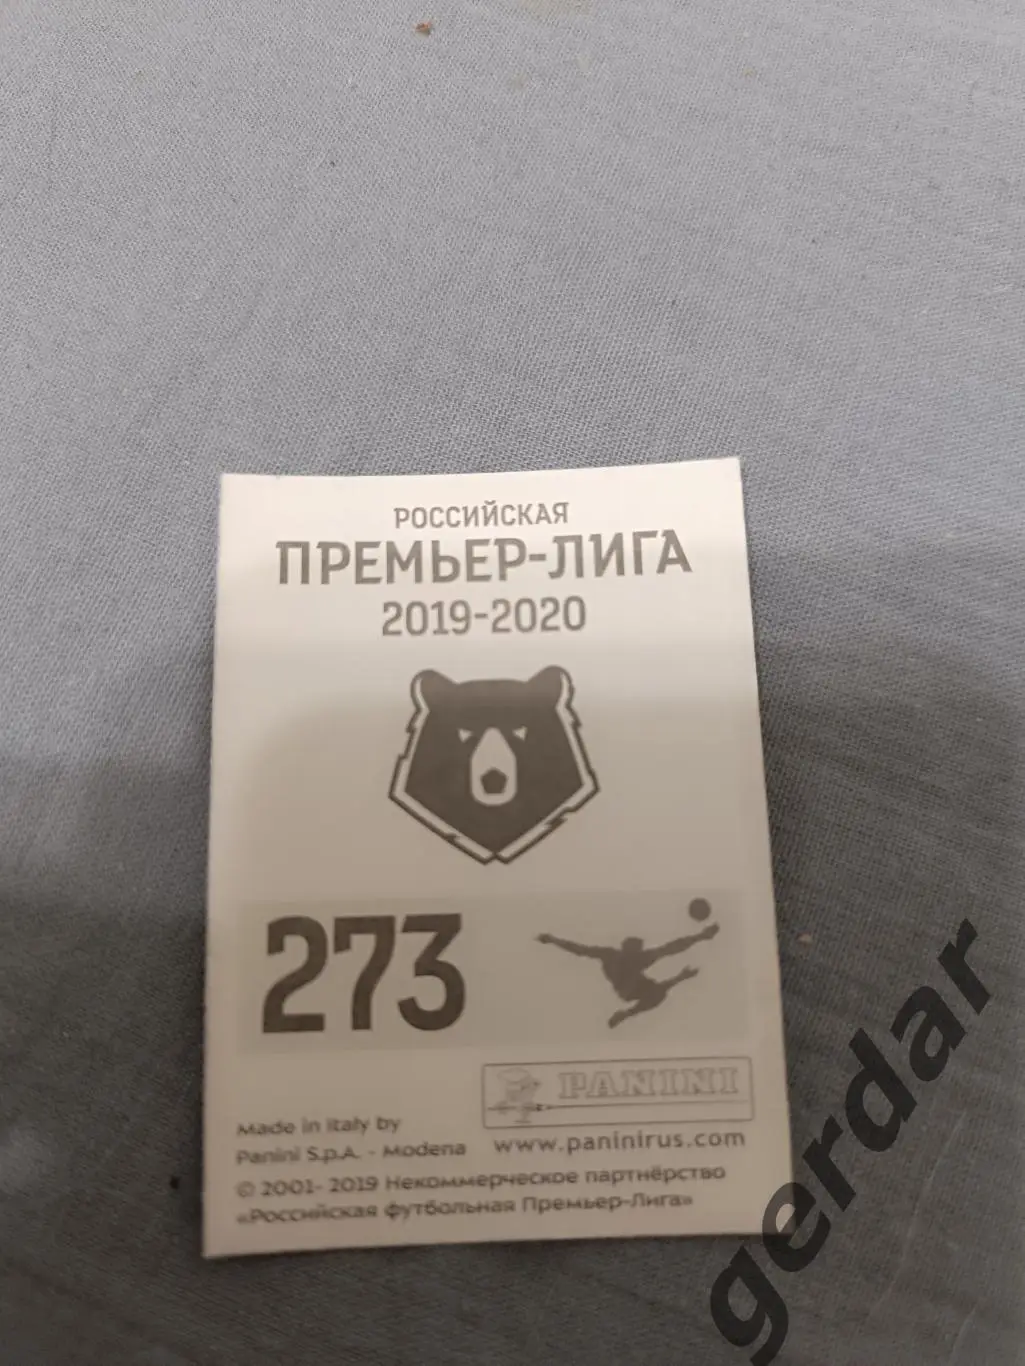 РОССИЙСКАЯ
ПРЕМЬЕР-ЛИГА
2019-2020
273
PANINI
Made in Italy by
Panini S.p.A. - Modena
www.paninirus.com
© 2001- 2019 Некоммерческое партнёрство
«Российская футбольная Премьер-Лига»
gerdar